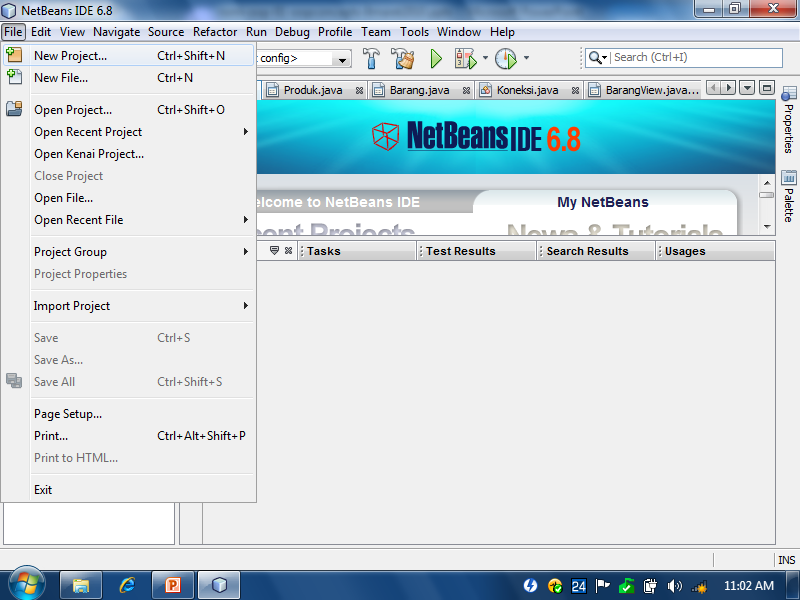 NetBeans IDE 6.8
File Edit View Navigate Source Refactor Run Debug Profile Team Tools Window Help
New Project... Ctrl+Shift+N
New File... Ctrl+N
Open Project... Ctrl+Shift+O
Open Recent Project
Open Kenai Project...
Close Project
Open File...
Open Recent File
Project Group
Project Properties
Import Project
Save Ctrl+S
Save As...
Save All Ctrl+Shift+S
Page Setup...
Print... Ctrl+Alt+Shift+P
Print to HTML...
Exit
config>
Search (Ctrl+I)
Produk.java Barang.java Koneksi.java BarangView.java...
NetBeans IDE 6.8
elcome to NetBeans IDE My NetBeans
ent Projects News & Tutorials
Tasks Test Results Search Results Usages
Properties
Palette
INS
24 11:02 AM